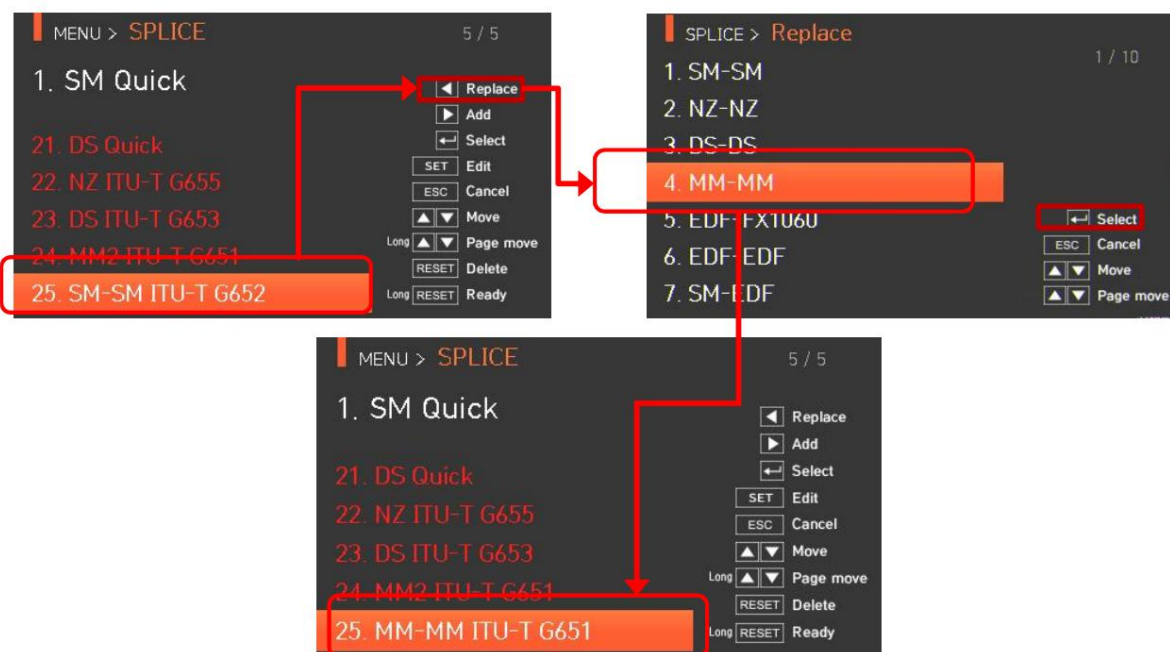 MENU > SPLICE 5 / 5
1. SM Quick
21. DS Quick
22. NZ ITU-T G655
23. DS ITU-T G653
24. MM2 ITU-T G651
25. SM-SM ITU-T G652
Replace
Add
Select
SET Edit
ESC Cancel
Move
Long Page move
RESET Delete
Long RESET Ready
SPLICE > Replace
1 / 10
1. SM-SM
2. NZ-NZ
3. DS-DS
4. MM-MM
5. EDF-FX1060
6. EDF-EDF
7. SM-EDF
Select
ESC Cancel
Move
Page move
MENU > SPLICE 5 / 5
1. SM Quick
21. DS Quick
22. NZ ITU-T G655
23. DS ITU-T G653
24. MM2 ITU-T G651
25. MM-MM ITU-T G651
Replace
Add
Select
SET Edit
ESC Cancel
Move
Long Page move
RESET Delete
Long RESET Ready